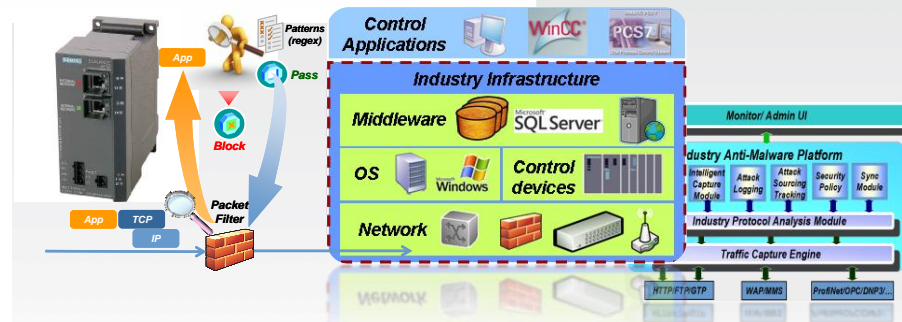 SIEMENS
Patterns
(regex)
App
Pass
Block
Packet
Filter
App
TCP
IP
Control
Applications
WinCC
PCS7
Industry Infrastructure
Middleware
Microsoft
SQL Server
OS
Microsoft
Windows
Control
devices
Network
Monitor/ Admin UI
dustry Anti-Malware Platform
Intelligent
Capture
Module
Attack
Logging
Attack
Sourcing
Tracking
Security
Policy
Sync
Module
Industry Protocol Analysis Module
Traffic Capture Engine
HTTP/FTP/GTP
WAP/MMS
ProfiNet/OPC/DNP3/...